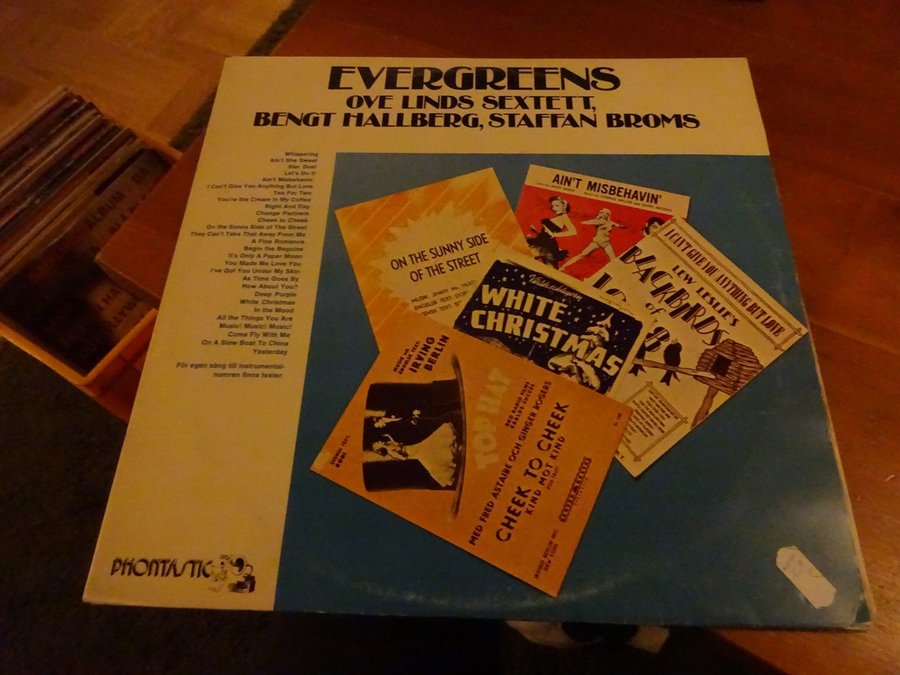 EVERGREENS
OVE LINDS SEXTETT,
BENGT HALLBERG, STAFFAN BROMS
Whispering
Ain't She Sweet
Star Dust
Let's Do It
Ain't Misbehavin
I Can't Give You Anything But Love
Tea For Two
You're the Cream in My Coffee
Night And Day
Change Partners
Cheek to Cheek
On the Sunny Side of The Street
They Can't Take That Away From Me
A Fine Romance
Begin the Beguine
It's Only A Paper Moon
You Made Me Love You
I've Got You Under My Skin
As Time Goes By
How About You?
Deep Purple
White Christmas
In the Mood
All the Things You Are
Music! Music! Music!
Come Fly With Me
On A Slow Boat To China
Yesterday
För egen sång till instrumental-
numren finns texter.
PHONTASTIC
ON THE SUNNY SIDE
OF THE STREET
MUSIK: JIMMY
AIN'T MISBEHAVIN'
I CAN'T GIVE YOU ANYTHING BUT LOVE
LEW LESLIE'S
BLACKBIRDS
of
WHITE
CHRISTMAS
IRVING
BERLIN
TOP HAT
MED FRED ASTAIRE OCH GINGER ROGERS
CHEEK TO CHEEK
KIND MOT KIND
IRVING BERLIN INC.
NEW YORK